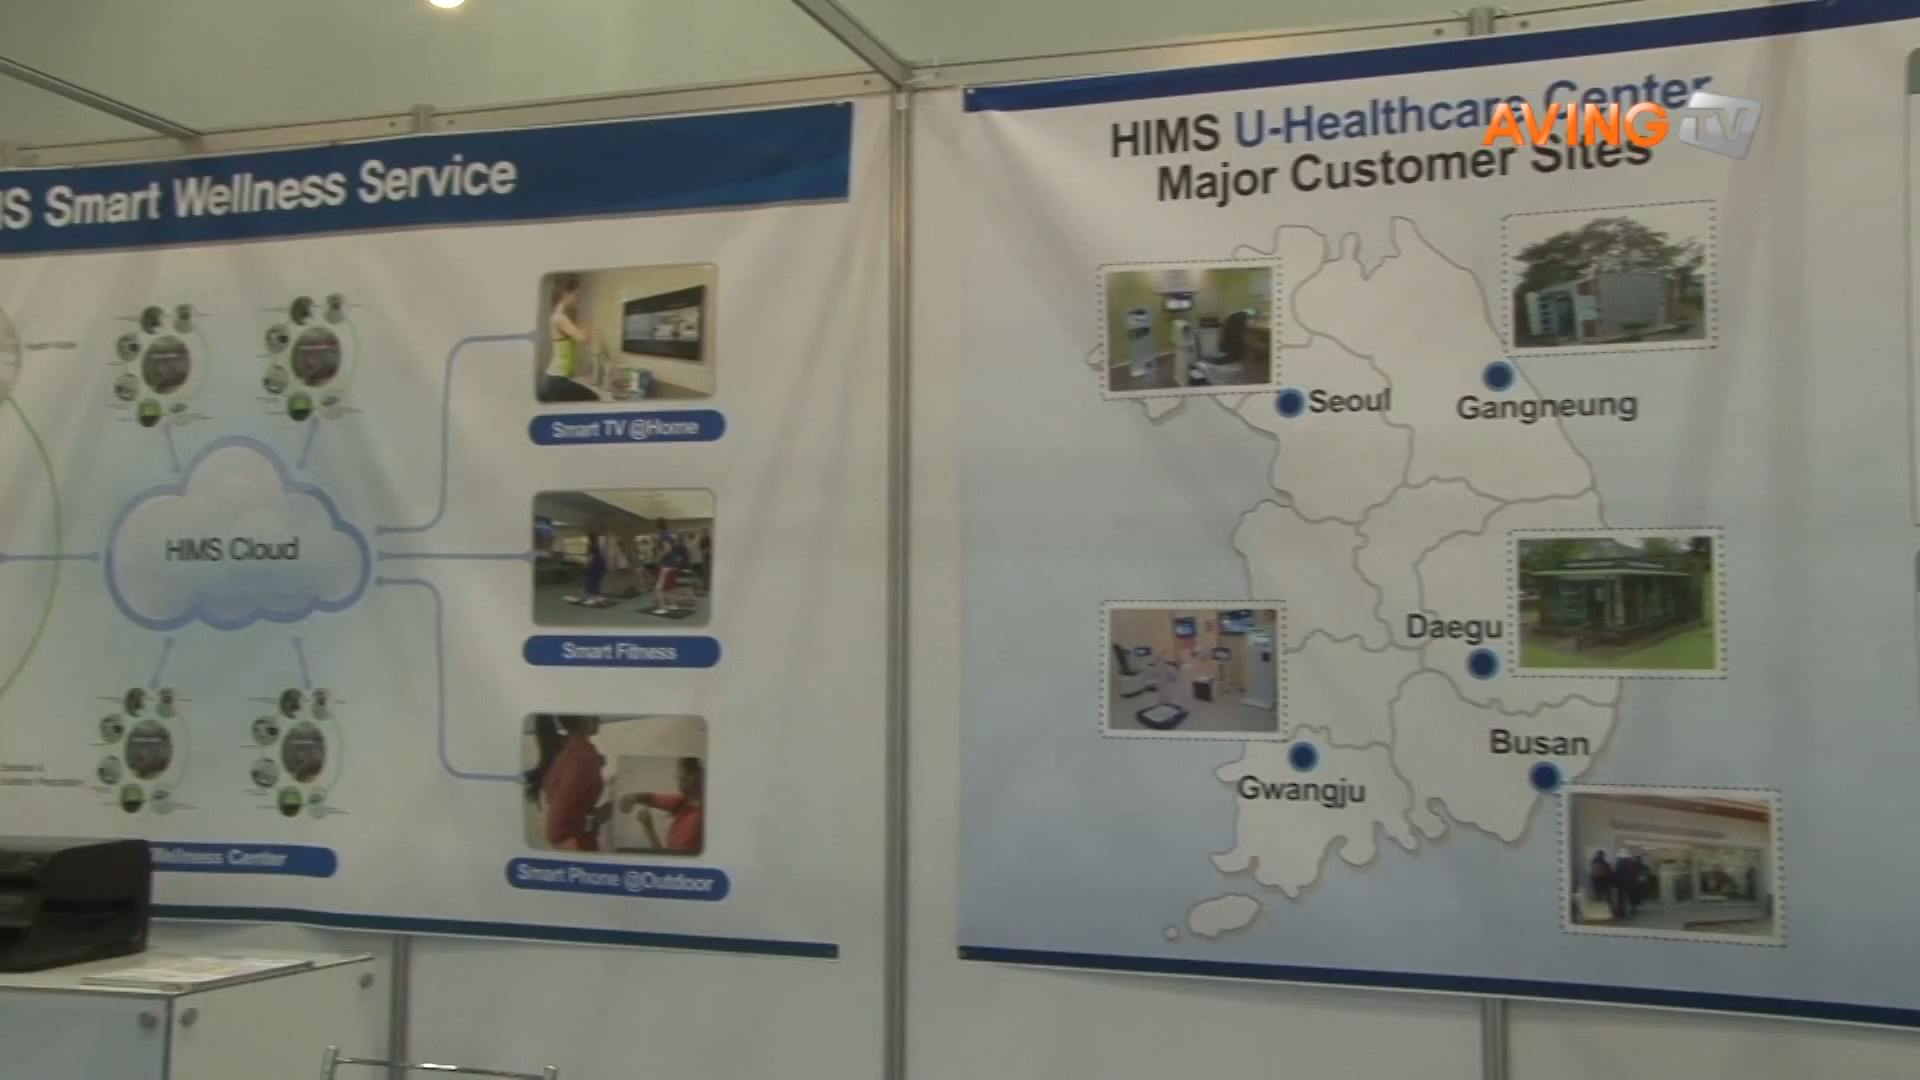 IS Smart Wellness Service
HIMS Cloud
Smart TV @Home
Smart Fitness
Smart Phone @Outdoor
Wellness Center
HIMS U-Healthcare Center
Major Customer Sites
Seoul
Gangneung
Daegu
Busan
Gwangju
AVING TV